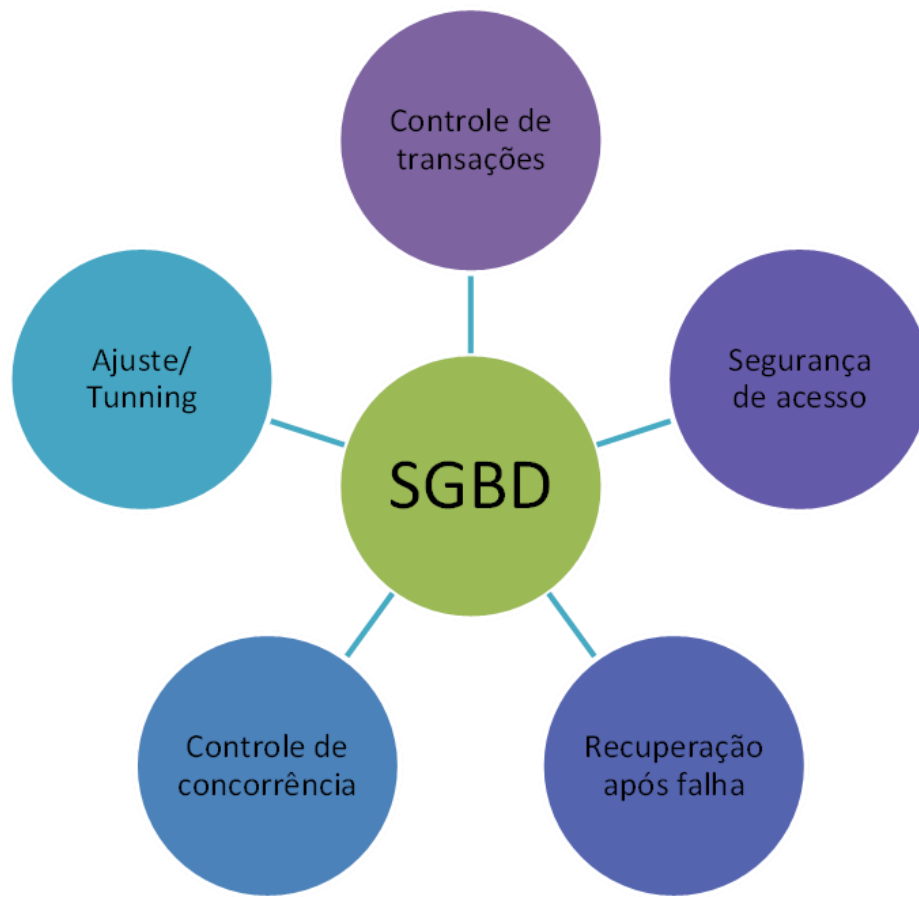 Controle de
transações
Ajuste/
Tunning
Segurança
de acesso
SGBD
Controle de
concorrência
Recuperação
após falha